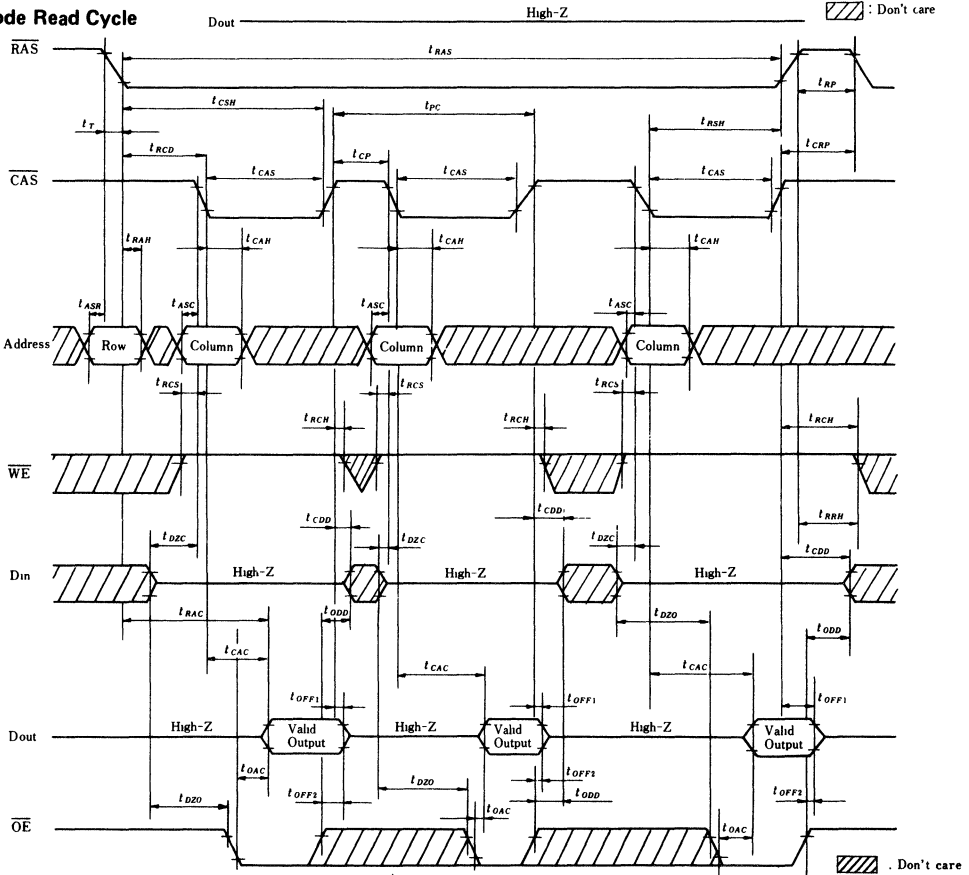 ode Read Cycle
Dout High-Z : Don't care
RAS tRAS tRP
tCSH tPC tRSH
tT tRCD tCP tCRP
CAS tCAS tCAS tCAS
tRAH tCAH tCAH tCAH
tASR tASC tASC tASC
Address Row Column Column Column
tRCS tRCS tRCS
tRCH tRCH tRCH
WE
tCDD tCDD tRRH
tDZC tDZC tDZC tCDD
Din High-Z High-Z High-Z
tRAC tODD tDZO tODD
tCAC tCAC tCAC
tOFF1 tOFF1 tOFF1
Dout High-Z Valid Output High-Z Valid Output High-Z Valid Output
tOAC tOFF2
tDZO tOFF2 tDZO tOAC tODD tOAC tOFF2
OE
. Don't care